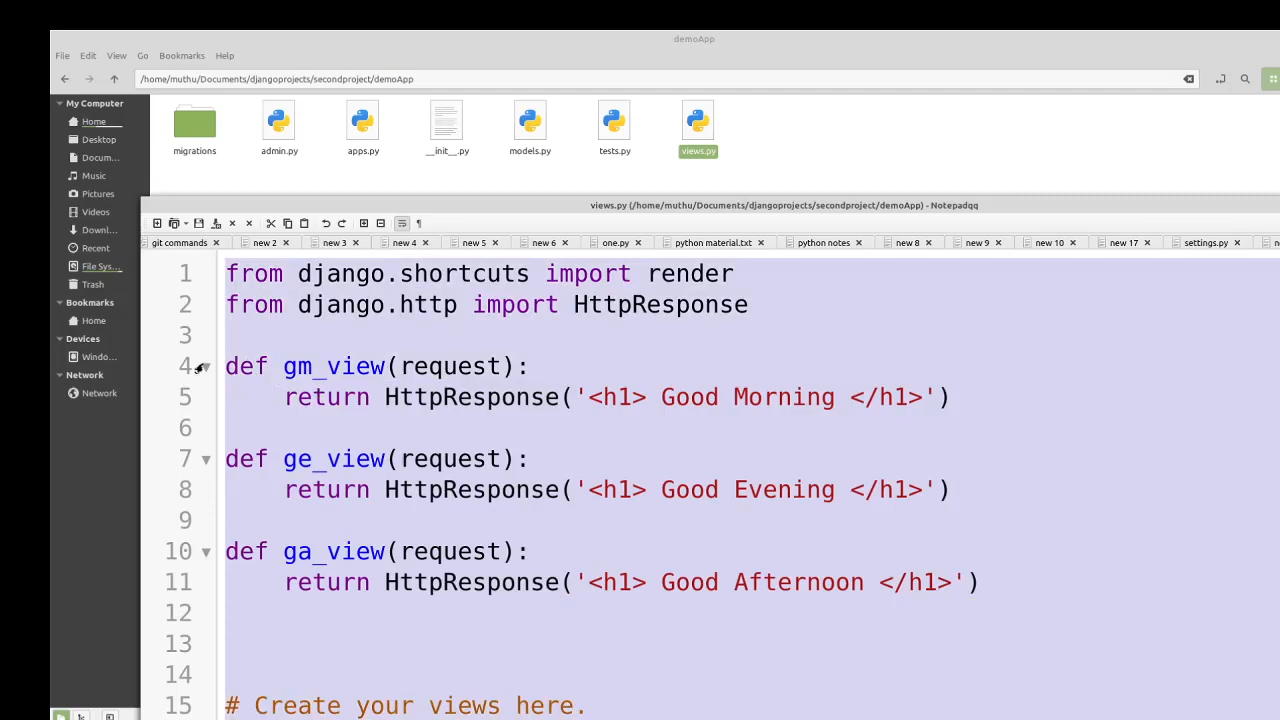 demoApp
File Edit View Go Bookmarks Help
/home/muthu/Documents/djangoprojects/secondproject/demoApp
My Computer
Home
Desktop
Docum...
Music
Pictures
Videos
Downl...
Recent
File Sys...
Trash
Bookmarks
Home
Devices
Windo...
Network
Network
migrations admin.py apps.py __init__.py models.py tests.py views.py
views.py (/home/muthu/Documents/djangoprojects/secondproject/demoApp) - Notepadqq
git commands new 2 new 3 new 4 new 5 new 6 one.py python material.txt python notes new 8 new 9 new 10 new 17 settings.py
1 from django.shortcuts import render
2 from django.http import HttpResponse
3
4 def gm_view(request):
5 return HttpResponse('<h1> Good Morning </h1>')
6
7 def ge_view(request):
8 return HttpResponse('<h1> Good Evening </h1>')
9
10 def ga_view(request):
11 return HttpResponse('<h1> Good Afternoon </h1>')
12
13
14
15 # Create your views here.